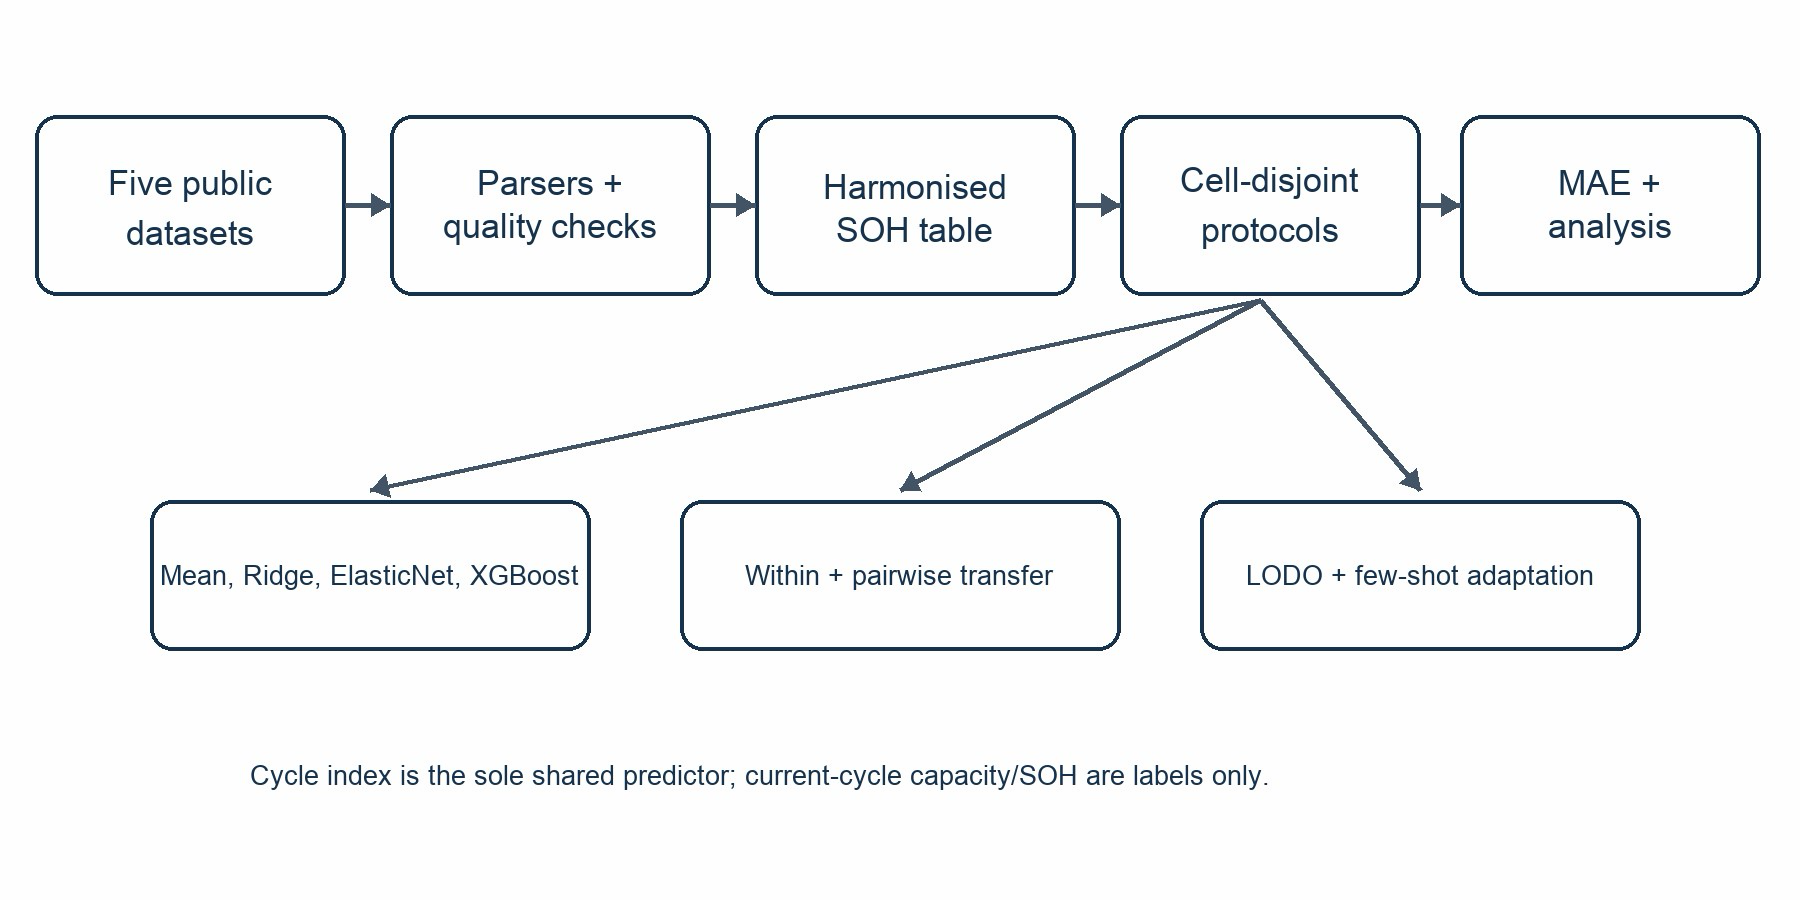 Five public
datasets
Parsers +
quality checks
Harmonised
SOH table
Cell-disjoint
protocols
MAE +
analysis
Mean, Ridge, ElasticNet, XGBoost
Within + pairwise transfer
LODO + few-shot adaptation
Cycle index is the sole shared predictor; current-cycle capacity/SOH are labels only.